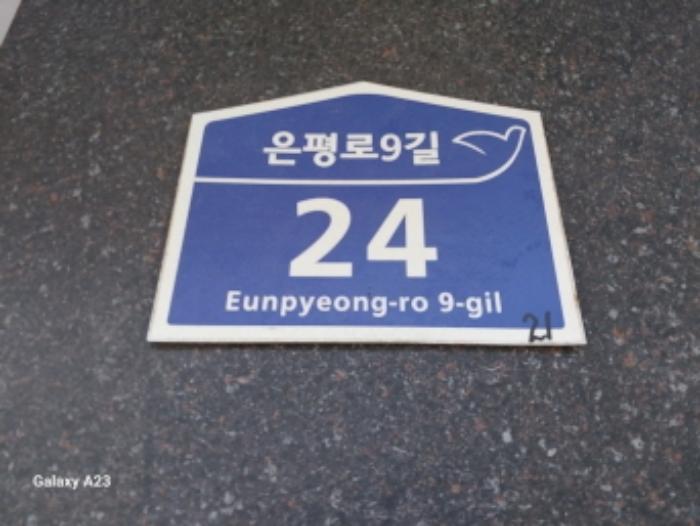 은평로9길
24
Eunpyeong-ro 9-gil
21
Galaxy A23